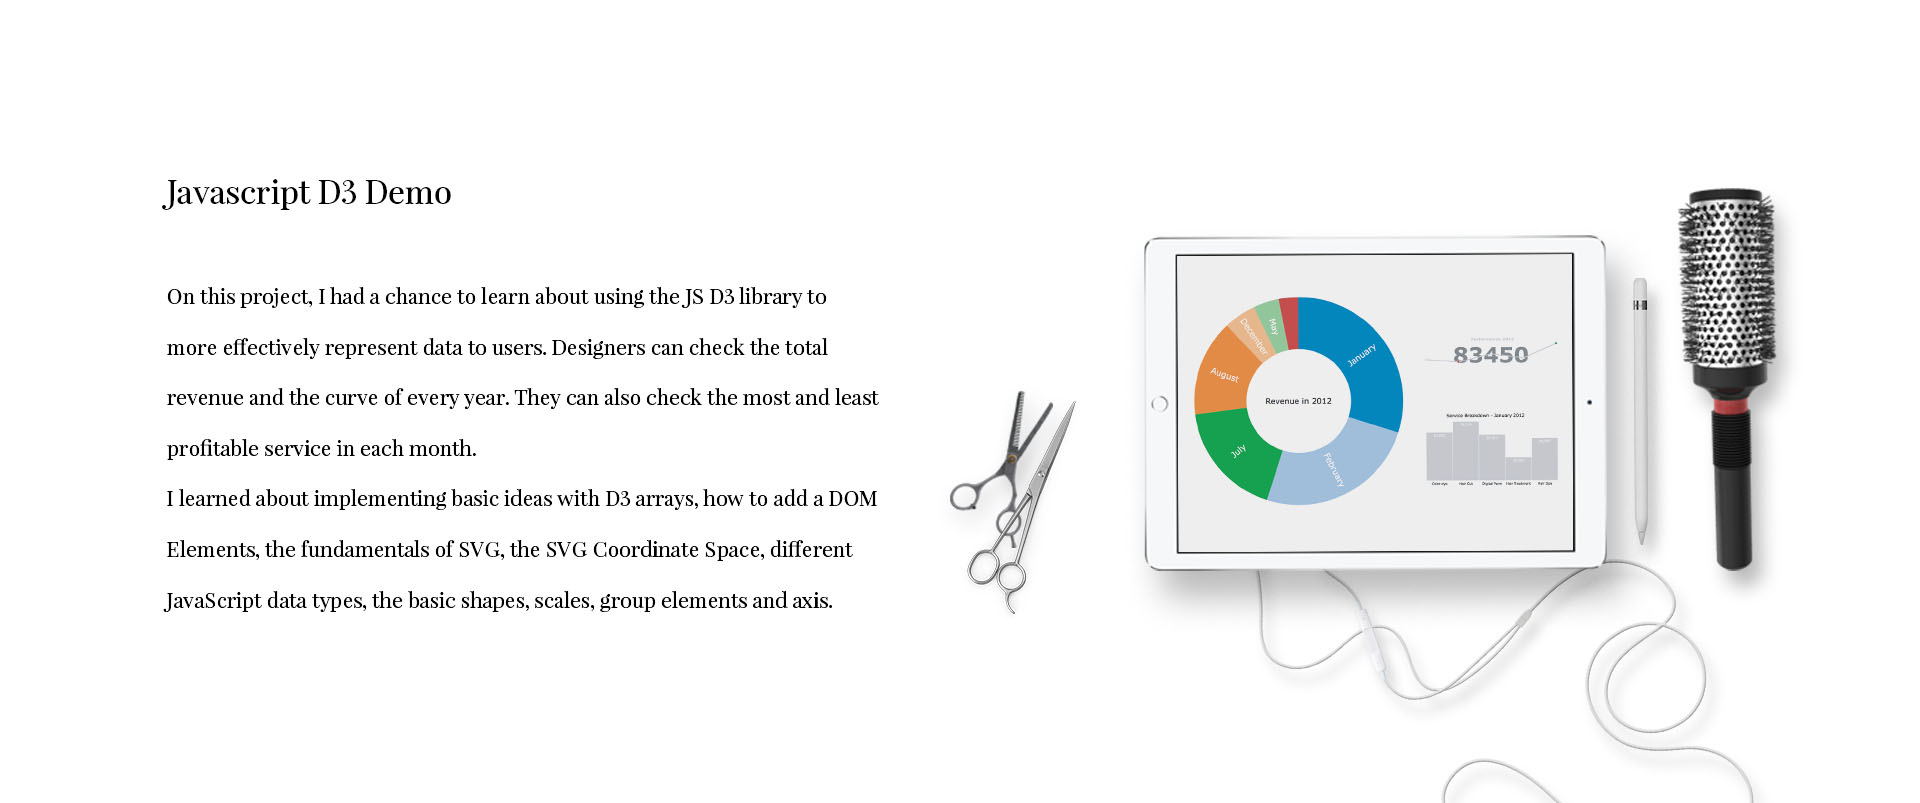 Javascript D3 Demo
On this project, I had a chance to learn about using the JS D3 library to
more effectively represent data to users. Designers can check the total
revenue and the curve of every year. They can also check the most and least
profitable service in each month.
I learned about implementing basic ideas with D3 arrays, how to add a DOM
Elements, the fundamentals of SVG, the SVG Coordinate Space, different
JavaScript data types, the basic shapes, scales, group elements and axis.
January
February
July
August
December
May
Revenue in 2012
83450
Service Breakdown - January 2012
Hair Cut